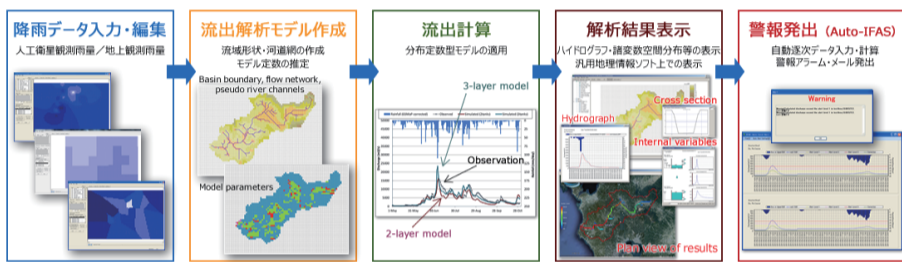 降雨データ入力・編集
人工衛星観測雨量／地上観測雨量
流出解析モデル作成
流域形状・河道網の作成
モデル定数の推定
Basin boundary, flow network,
pseudo river channels
Model parameters
流出計算
分布定数型モデルの適用
3-layer model
Observation
2-layer model
解析結果表示
ハイドログラフ・諸変数空間分布等の表示
汎用地理情報ソフト上での表示
Cross section
Hydrograph
Internal variables
Plan view of results
警報発出 （Auto-IFAS）
自動逐次データ入力・計算
警報アラーム・メール発出
Warning